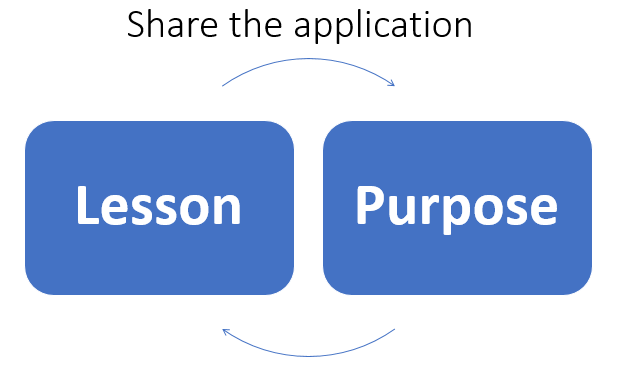 Share the application
Lesson
Purpose